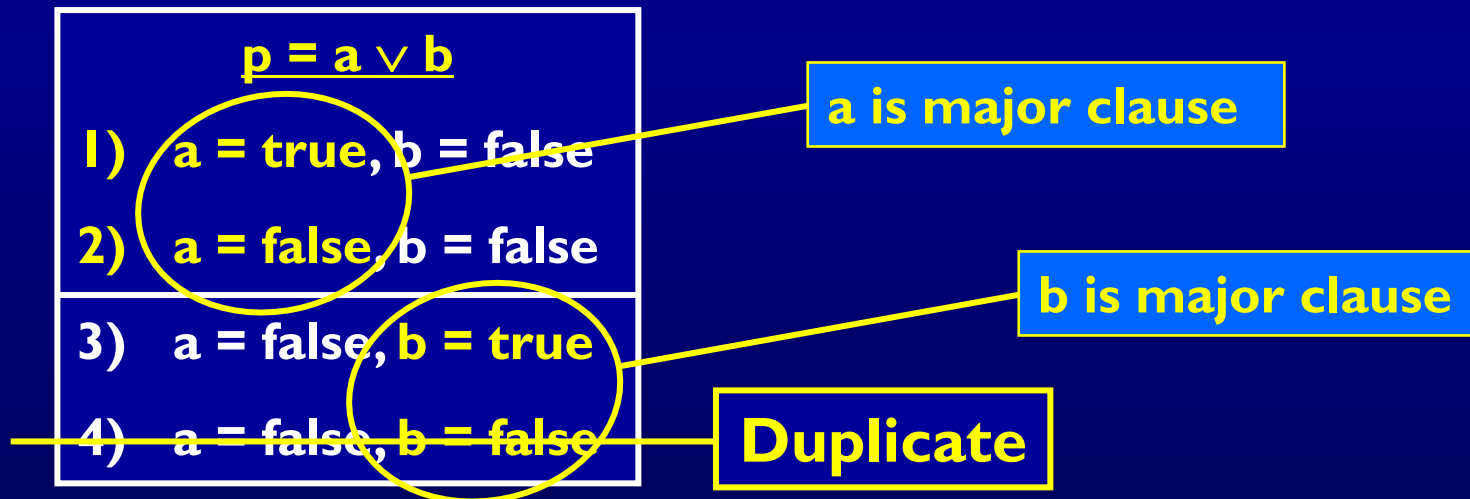 p = a ∨ b
a is major clause
1) a = true, b = false
2) a = false, b = false
b is major clause
3) a = false, b = true
4) a = false, b = false
Duplicate